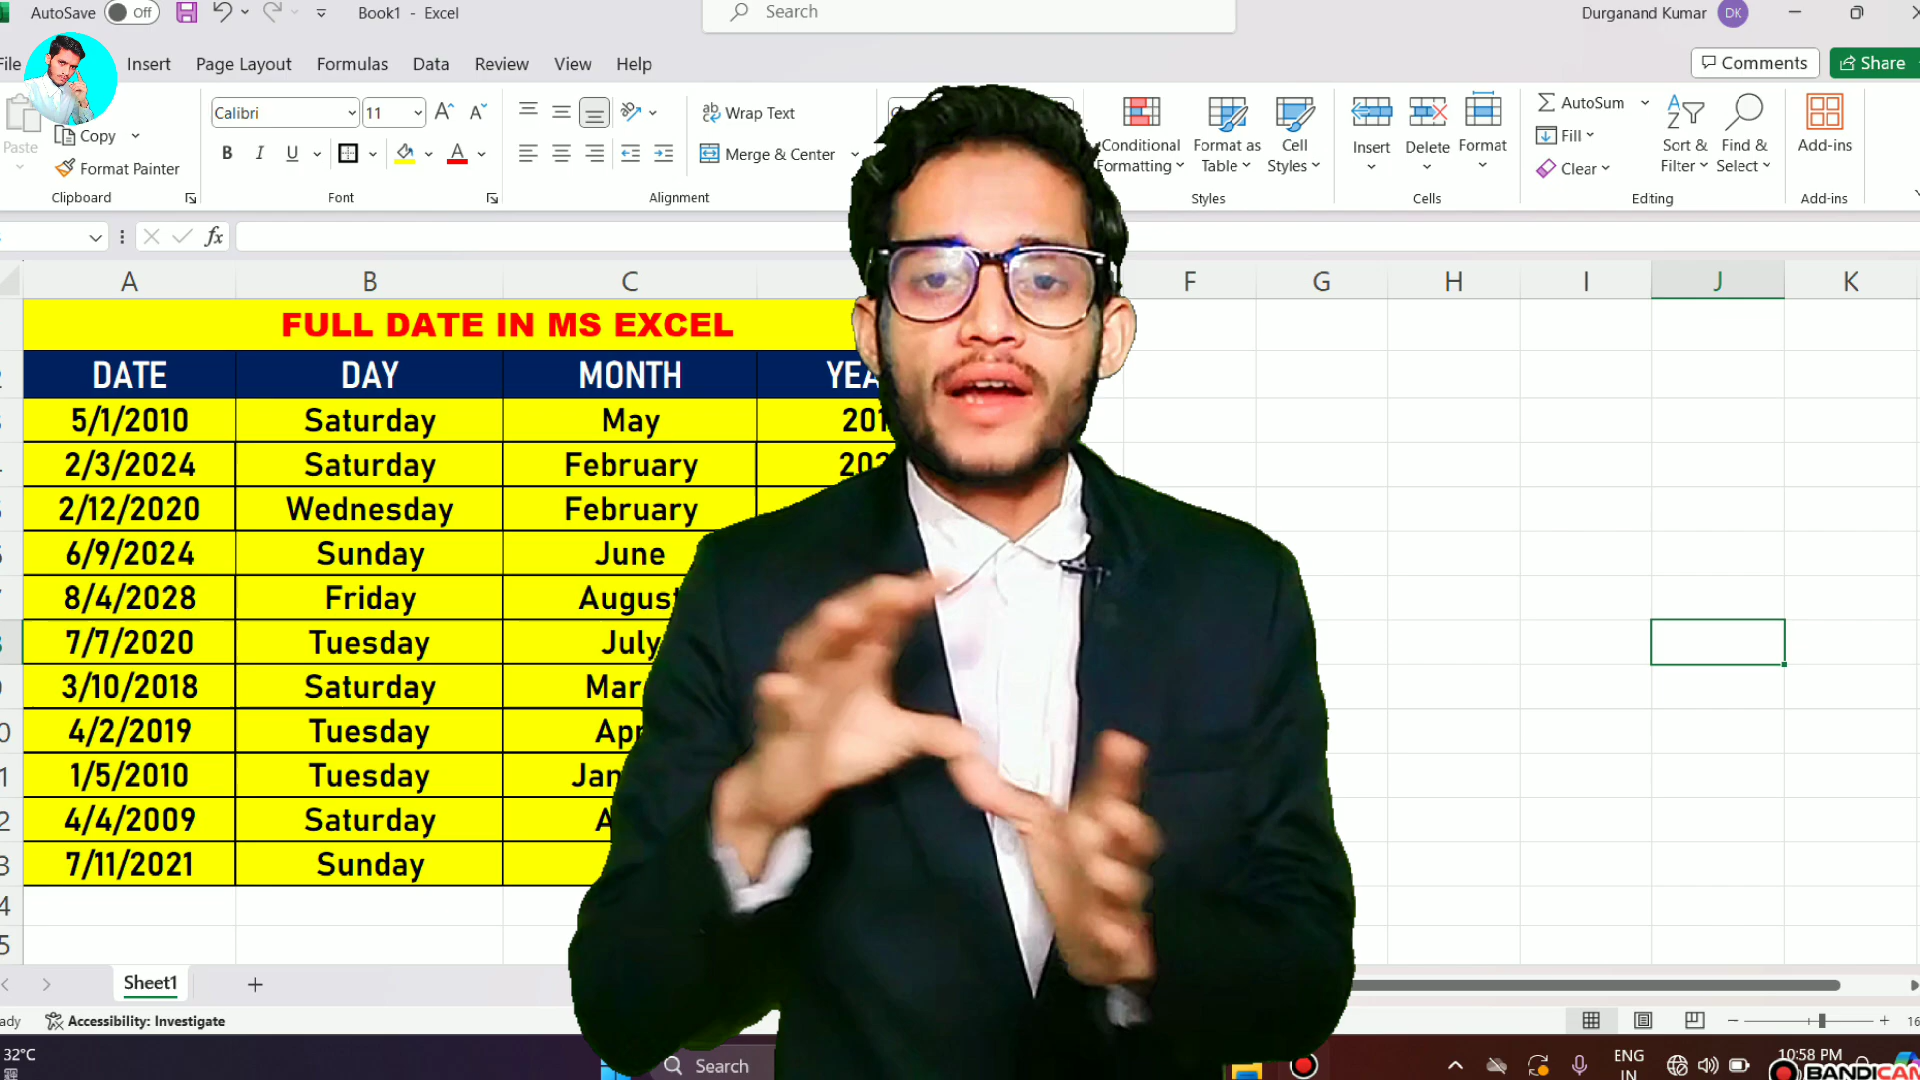 AutoSave Off Book1 - Excel Search Durganand Kumar DK
File Insert Page Layout Formulas Data Review View Help Comments Share
Calibri 11 Wrap Text AutoSum
Paste Copy Conditional Formatting Format as Table Cell Styles Insert Delete Format Fill Sort & Filter Find & Select Add-ins
Format Painter B I U A Merge & Center Clear
Clipboard Font Alignment Styles Cells Editing Add-ins
fx
A B C F G H I J K
FULL DATE IN MS EXCEL
DATE DAY MONTH
5/1/2010 Saturday May
2/3/2024 Saturday February
2/12/2020 Wednesday February
6/9/2024 Sunday June
8/4/2028 Friday August
7/7/2020 Tuesday July
3/10/2018 Saturday
4/2/2019 Tuesday
1/5/2010 Tuesday
4/4/2009 Saturday
7/11/2021 Sunday
Sheet1
Accessibility: Investigate
32°C Search ENG IN 10:58 PM
BANDICAM